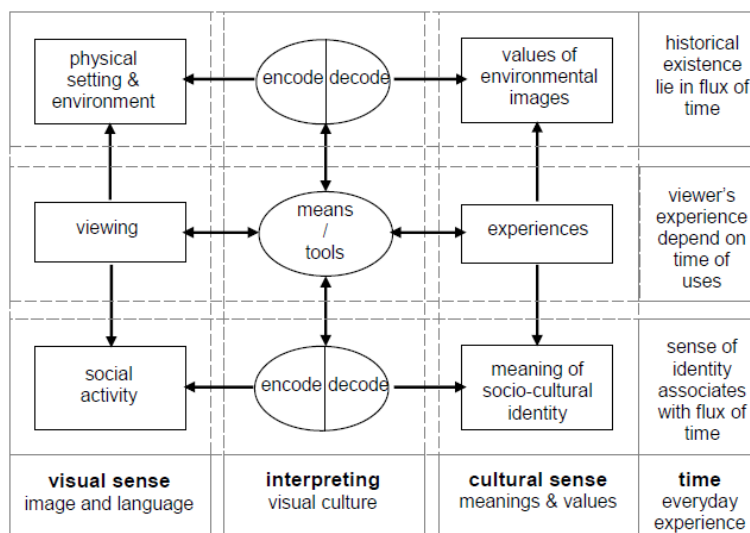 physical
setting &
environment
encode decode
values of
environmental
images
historical
existence
lie in flux of
time
viewing
means
/
tools
experiences
viewer's
experience
depend on
time of
uses
social
activity
encode decode
meaning of
socio-cultural
identity
sense of
identity
associates
with flux of
time
visual sense
image and language
interpreting
visual culture
cultural sense
meanings & values
time
everyday
experience